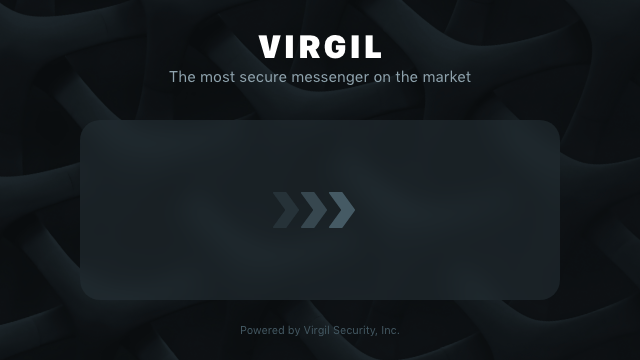 VIRGIL
The most secure messenger on the market
Powered by Virgil Security, Inc.